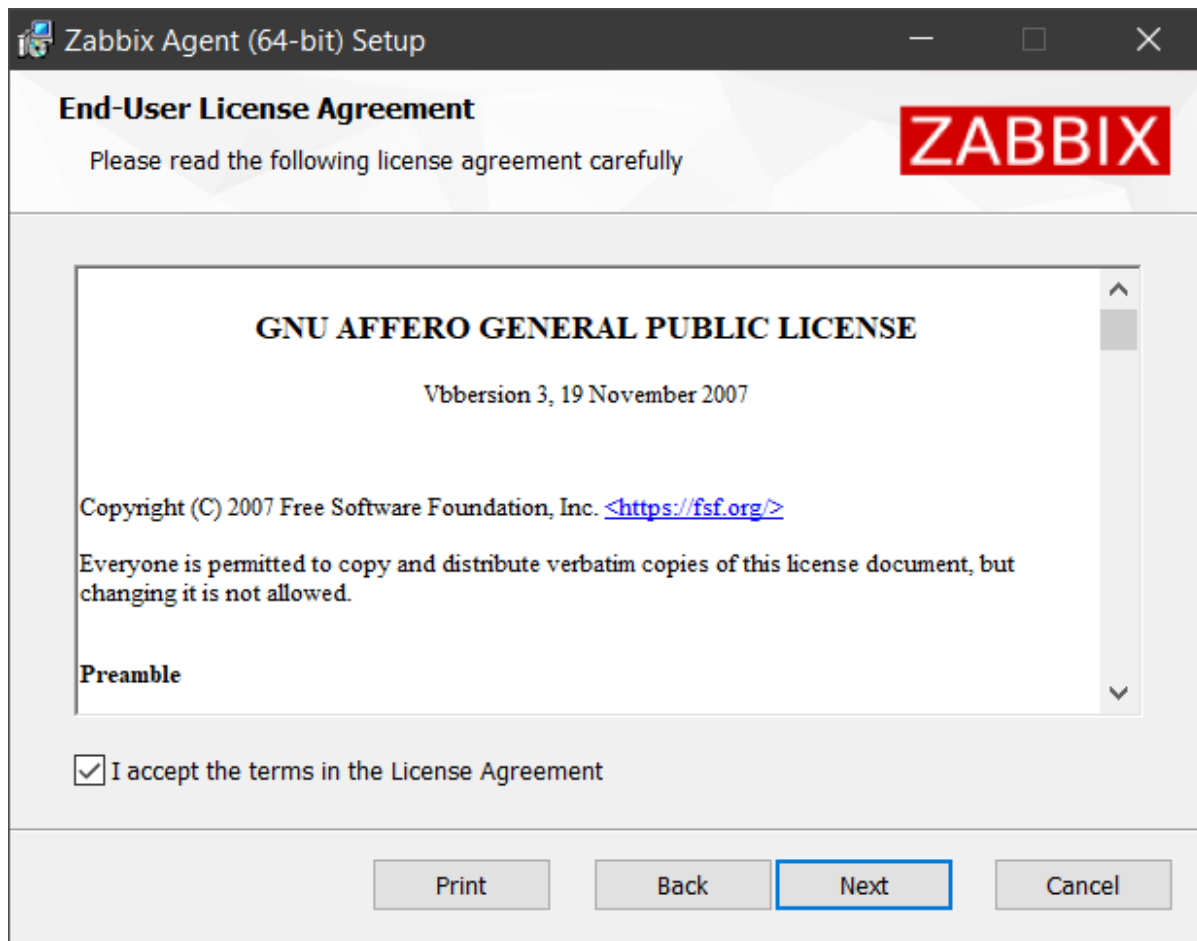 Zabbix Agent (64-bit) Setup
End-User License Agreement
Please read the following license agreement carefully
ZABBIX
GNU AFFERO GENERAL PUBLIC LICENSE
Vbbersion 3, 19 November 2007
Copyright (C) 2007 Free Software Foundation, Inc. <https://fsf.org/>
Everyone is permitted to copy and distribute verbatim copies of this license document, but
changing it is not allowed.
Preamble
I accept the terms in the License Agreement
Print
Back
Next
Cancel